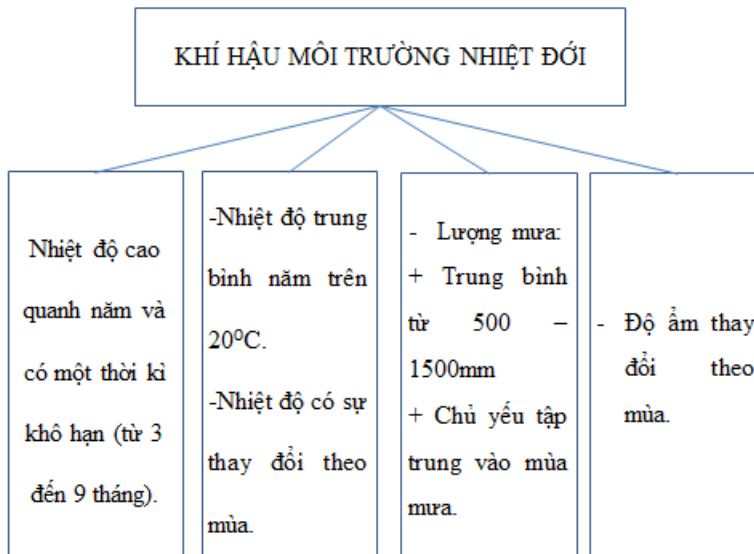 KHÍ HẬU MÔI TRƯỜNG NHIỆT ĐỚI
Nhiệt độ cao
quanh năm và
có một thời kì
khô hạn (từ 3
đến 9 tháng).
-Nhiệt độ trung
bình năm trên
20⁰C.
-Nhiệt độ có sự
thay đổi theo
mùa.
- Lượng mưa:
+ Trung bình
từ 500 –
1500mm
+ Chủ yếu tập
trung vào mùa
mưa.
- Độ ẩm thay
đổi theo
mùa.